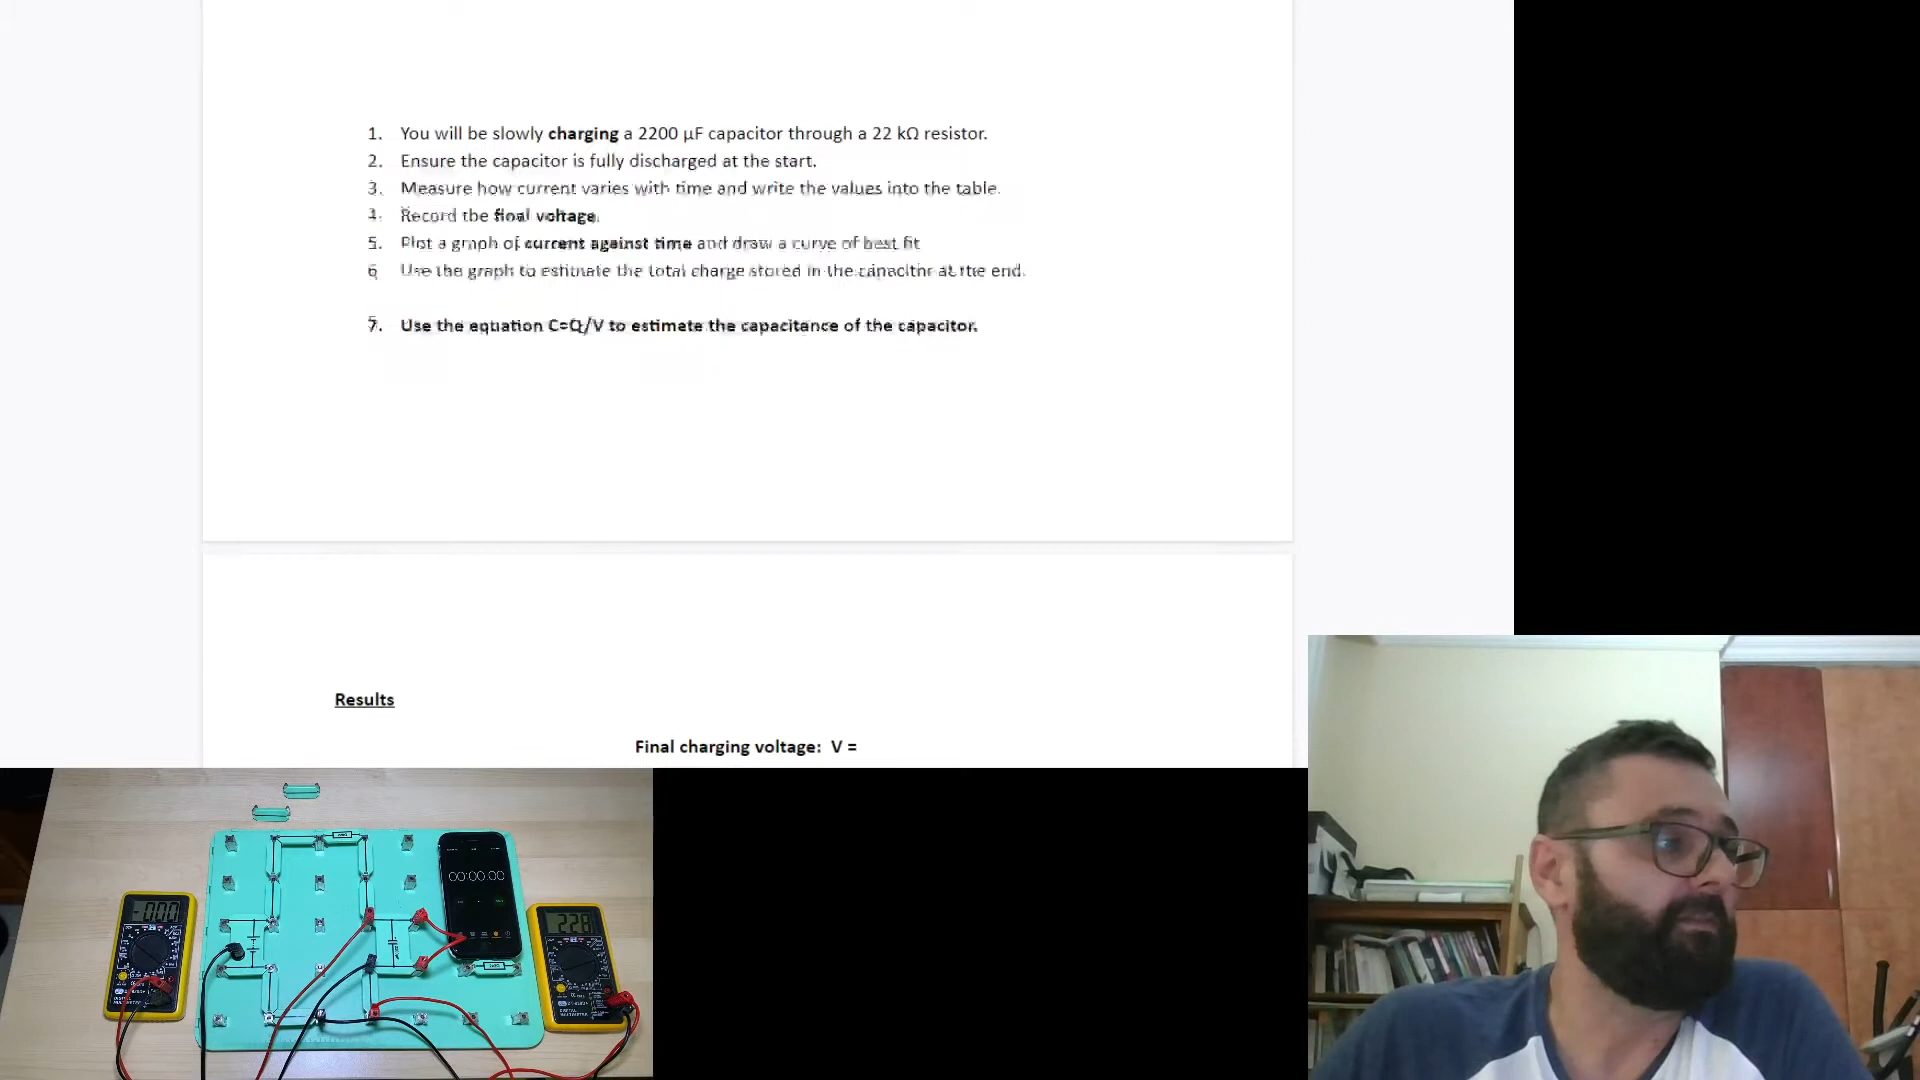 1. You will be slowly charging a 2200 µF capacitor through a 22 kΩ resistor.
2. Ensure the capacitor is fully discharged at the start.
3. Measure how current varies with time and write the values into the table.
4. Record the final voltage.
5. Plot a graph of current against time and draw a curve of best fit
6. Use the graph to estimate the total charge stored in the capacitor at the end.
7. Use the equation C=Q/V to estimate the capacitance of the capacitor.
Results
Final charging voltage: V =
00:00.00
-000
228